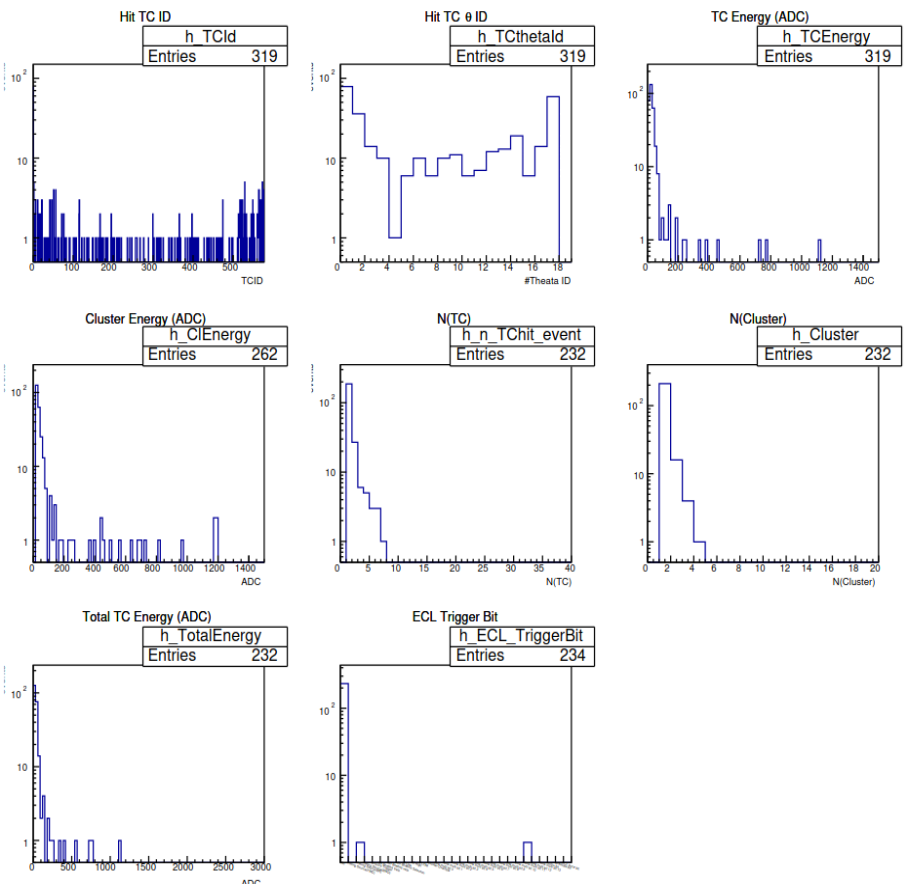 Hit TC ID
h_TCId
Entries 319
10²
10
1
0 100 200 300 400 500
TCID
Hit TC θ ID
h_TCthetaId
Entries 319
10²
10
1
0 2 4 6 8 10 12 14 16 18
#Theata ID
TC Energy (ADC)
h_TCEnergy
Entries 319
10²
10
1
0 200 400 600 800 1000 1200 1400
ADC
Cluster Energy (ADC)
h_ClEnergy
Entries 262
10²
10
1
0 200 400 600 800 1000 1200 1400
ADC
N(TC)
h_n_TChit_event
Entries 232
10²
10
1
0 5 10 15 20 25 30 35 40
N(TC)
N(Cluster)
h_Cluster
Entries 232
10²
10
1
0 2 4 6 8 10 12 14 16 18 20
N(Cluster)
Total TC Energy (ADC)
h_TotalEnergy
Entries 232
10²
10
1
0 500 1000 1500 2000 2500 3000
ADC
ECL Trigger Bit
h_ECL_TriggerBit
Entries 234
10²
10
1